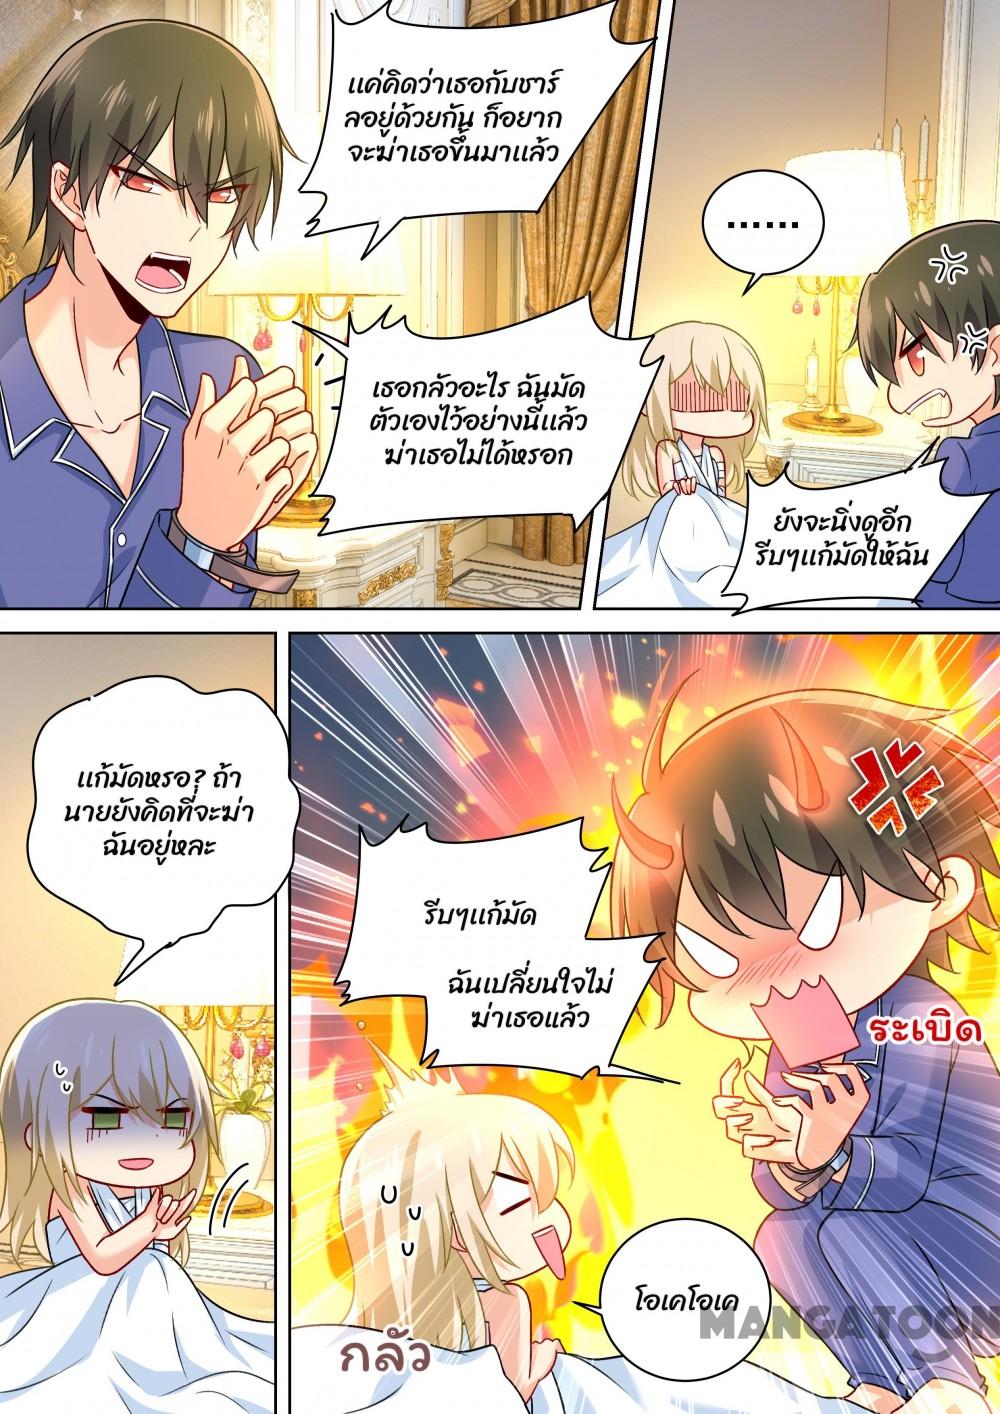 แค่คิดว่าเธอกับชาร์
ลอยู่ด้วยกัน ก็อยาก
จะฆ่าเธอขึ้นมาแล้ว
เธอกลัวอะไร ฉันมัด
ตัวเองไว้อย่างนี้แล้ว
ฆ่าเธอไม่ได้หรอก
......
ยังจะนิ่งดูอีก
รีบๆแก้มัดให้ฉัน
แก้มัดหรอ? ถ้า
นายยังคิดที่จะฆ่า
ฉันอยู่หละ
รีบๆแก้มัด
ฉันเปลี่ยนใจไม่
ฆ่าเธอแล้ว
ระเบิด
โอเคโอเค
กลัว
MANGATOON